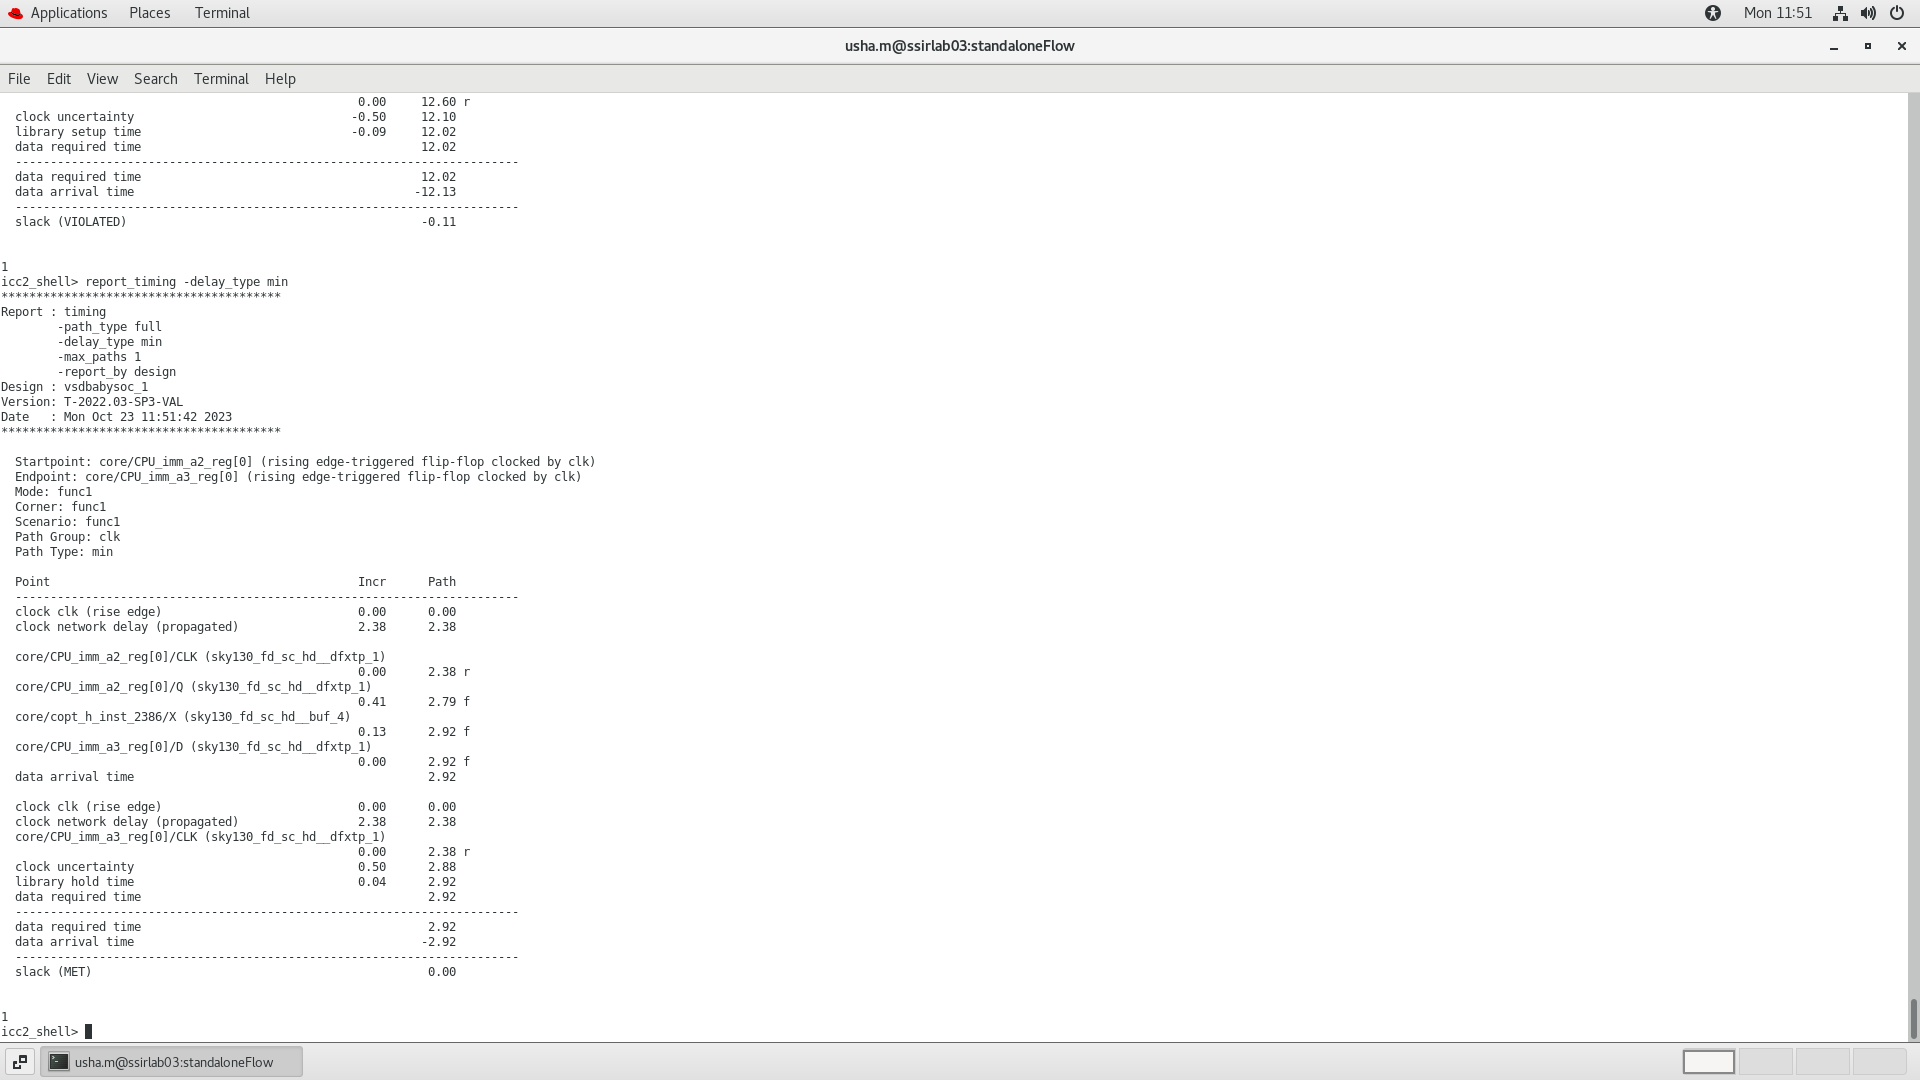 Applications Places Terminal Mon 11:51
usha.m@ssirlab03:standaloneFlow
File Edit View Search Terminal Help
0.00 12.60 r
clock uncertainty -0.50 12.10
library setup time -0.09 12.02
data required time 12.02
------------------------------------------------------------------------
data required time 12.02
data arrival time -12.13
------------------------------------------------------------------------
slack (VIOLATED) -0.11
1
icc2_shell> report_timing -delay_type min
****************************************
Report : timing
-path_type full
-delay_type min
-max_paths 1
-report_by design
Design : vsdbabysoc_1
Version: T-2022.03-SP3-VAL
Date : Mon Oct 23 11:51:42 2023
****************************************
Startpoint: core/CPU_imm_a2_reg[0] (rising edge-triggered flip-flop clocked by clk)
Endpoint: core/CPU_imm_a3_reg[0] (rising edge-triggered flip-flop clocked by clk)
Mode: func1
Corner: func1
Scenario: func1
Path Group: clk
Path Type: min
Point Incr Path
------------------------------------------------------------------------
clock clk (rise edge) 0.00 0.00
clock network delay (propagated) 2.38 2.38
core/CPU_imm_a2_reg[0]/CLK (sky130_fd_sc_hd__dfxtp_1)
0.00 2.38 r
core/CPU_imm_a2_reg[0]/Q (sky130_fd_sc_hd__dfxtp_1)
0.41 2.79 f
core/copt_h_inst_2386/X (sky130_fd_sc_hd__buf_4)
0.13 2.92 f
core/CPU_imm_a3_reg[0]/D (sky130_fd_sc_hd__dfxtp_1)
0.00 2.92 f
data arrival time 2.92
clock clk (rise edge) 0.00 0.00
clock network delay (propagated) 2.38 2.38
core/CPU_imm_a3_reg[0]/CLK (sky130_fd_sc_hd__dfxtp_1)
0.00 2.38 r
clock uncertainty 0.50 2.88
library hold time 0.04 2.92
data required time 2.92
------------------------------------------------------------------------
data required time 2.92
data arrival time -2.92
------------------------------------------------------------------------
slack (MET) 0.00
1
icc2_shell>
usha.m@ssirlab03:standaloneFlow